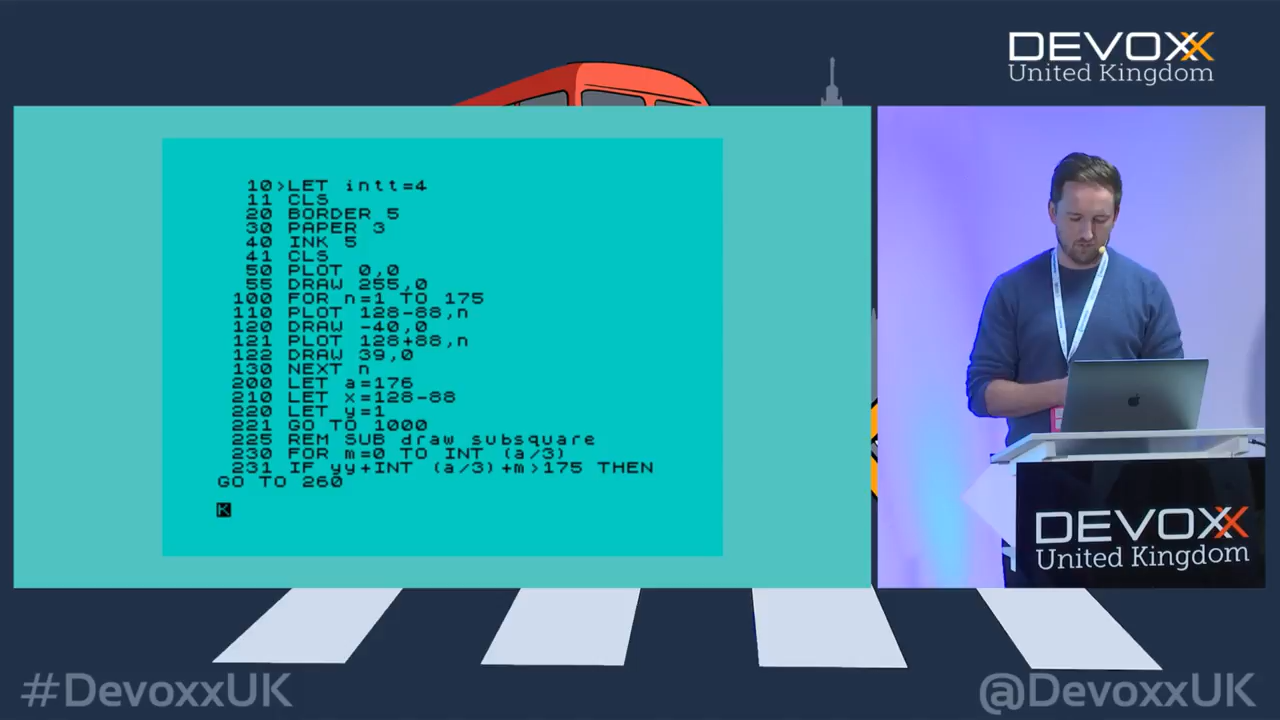 DEVOXX
United Kingdom
10>LET intt=4
11 CLS
20 BORDER 5
30 PAPER 3
40 INK 5
41 CLS
50 PLOT 0,0
55 DRAW 255,0
100 FOR n=1 TO 175
110 PLOT 128-88,n
120 DRAW -40,0
121 PLOT 128+88,n
122 DRAW 39,0
130 NEXT n
200 LET a=176
210 LET x=128-88
220 LET y=1
221 GO TO 1000
225 REM SUB draw subsquare
230 FOR m=0 TO INT (a/3)
231 IF yy+INT (a/3)+m>175 THEN
GO TO 260
K
DEVOXX
United Kingdom
#DevoxxUK
@DevoxxUK